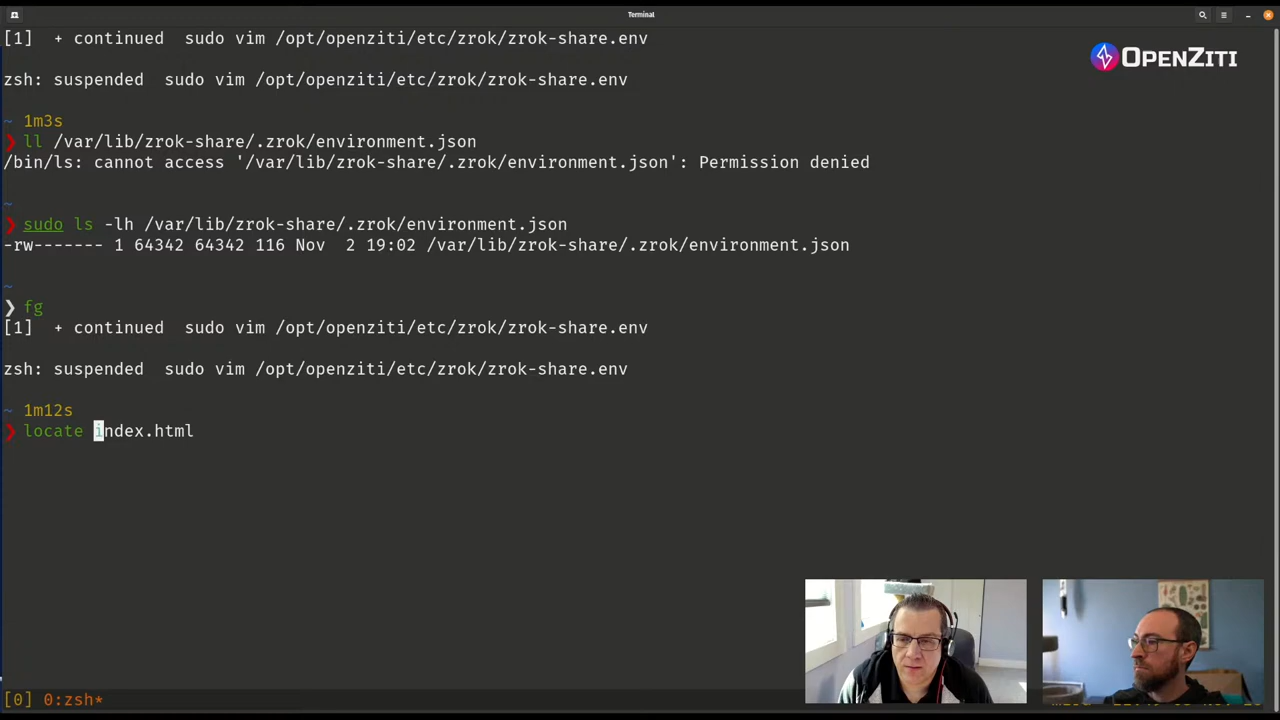 Terminal
[1]  + continued  sudo vim /opt/openziti/etc/zrok/zrok-share.env
OPENZITI
zsh: suspended  sudo vim /opt/openziti/etc/zrok/zrok-share.env
~ 1m3s
❯ ll /var/lib/zrok-share/.zrok/environment.json
/bin/ls: cannot access '/var/lib/zrok-share/.zrok/environment.json': Permission denied
~
❯ sudo ls -lh /var/lib/zrok-share/.zrok/environment.json
-rw------- 1 64342 64342 116 Nov  2 19:02 /var/lib/zrok-share/.zrok/environment.json
~
❯ fg
[1]  + continued  sudo vim /opt/openziti/etc/zrok/zrok-share.env
zsh: suspended  sudo vim /opt/openziti/etc/zrok/zrok-share.env
~ 1m12s
❯ locate index.html
[0] 0:zsh*